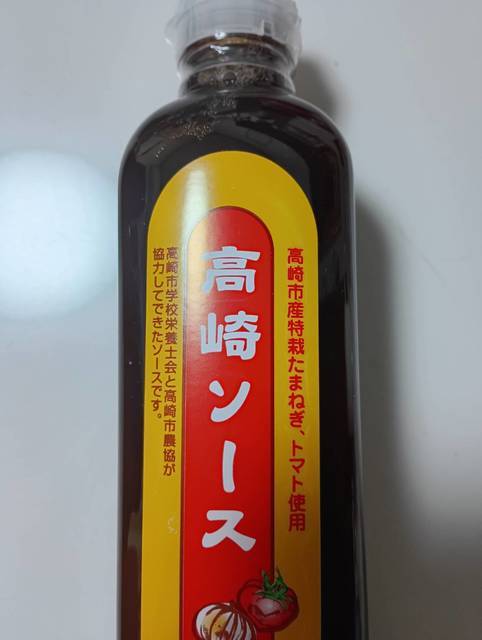 高崎市産特栽たまねぎ、トマト使用
高崎ソース
高崎市学校栄養士会と高崎市農協が
協力してできたソースです。